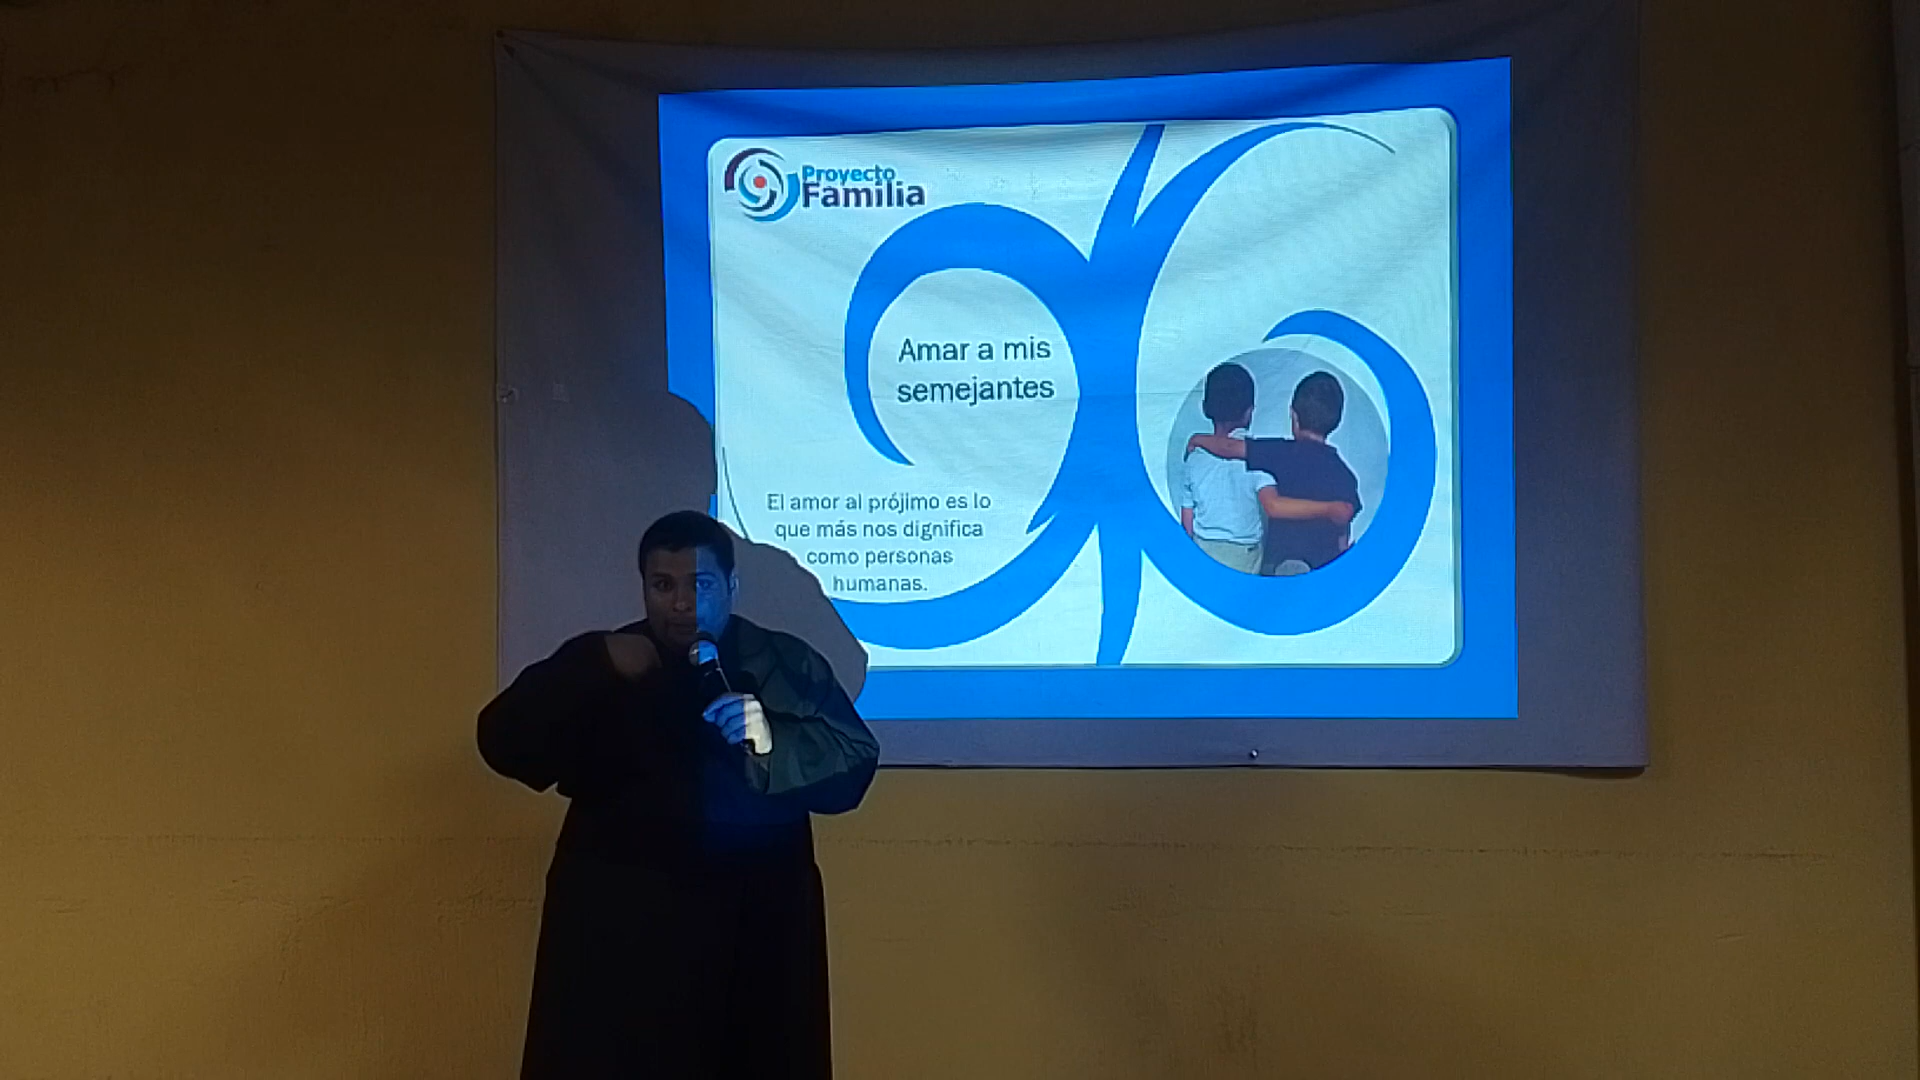 Proyecto
Familia
Amar a mis
semejantes
El amor al prójimo es lo
que más nos dignifica
como personas
humanas.